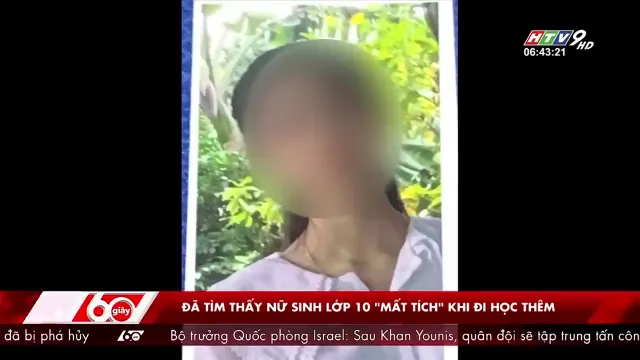 HTV9 HD
06:43:21
60 giây
ĐÃ TÌM THẤY NỮ SINH LỚP 10 "MẤT TÍCH" KHI ĐI HỌC THÊM
đã bị phá hủy 60 giây Bộ trưởng Quốc phòng Israel: Sau Khan Younis, quân đội sẽ tập trung tấn côn